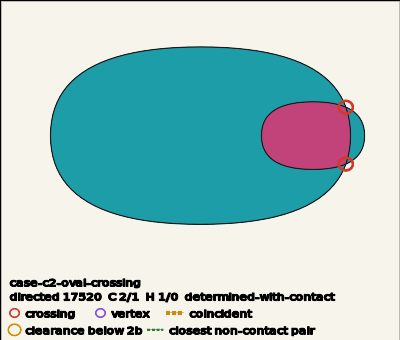 case-c2-oval-crossing
directed 17520 C 2/1 H 1/0 determined-with-contact
crossing vertex coincident
clearance below 2b closest non-contact pair